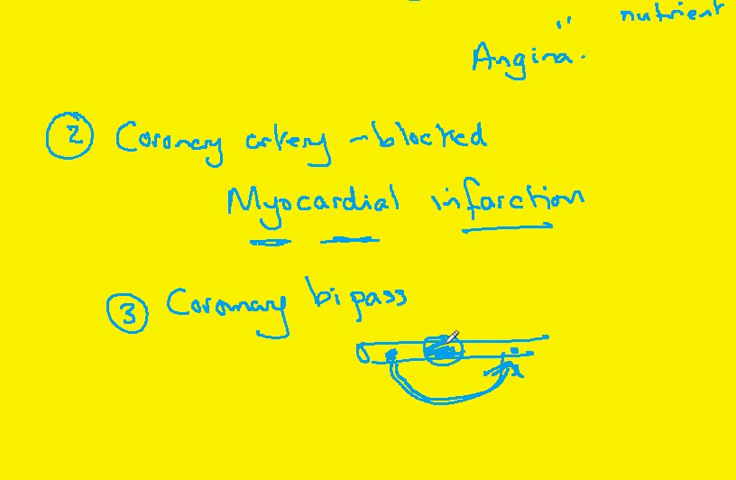 nutrient
Angina.
2 Coronary artery - blocked
Myocardial infarction
3 Coronary bipass